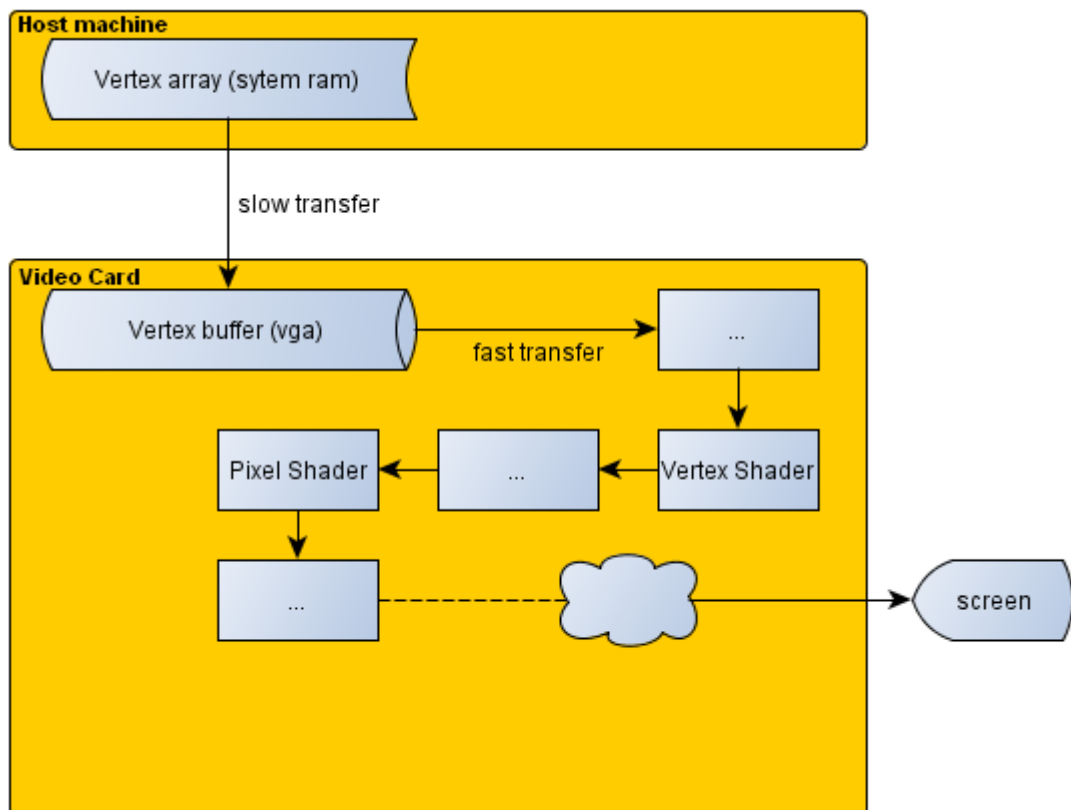 Host machine
Vertex array (sytem ram)
slow transfer
Video Card
Vertex buffer (vga)
fast transfer
...
Pixel Shader
...
Vertex Shader
...
screen